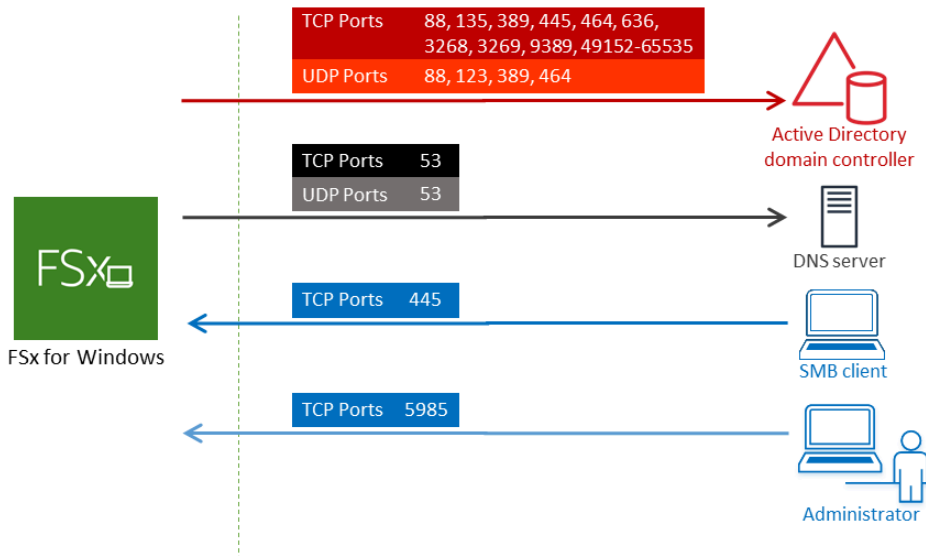 TCP Ports 88, 135, 389, 445, 464, 636,
3268, 3269, 9389, 49152-65535
UDP Ports 88, 123, 389, 464
Active Directory
domain controller
TCP Ports 53
UDP Ports 53
DNS server
FSx
FSx for Windows
TCP Ports 445
SMB client
TCP Ports 5985
Administrator